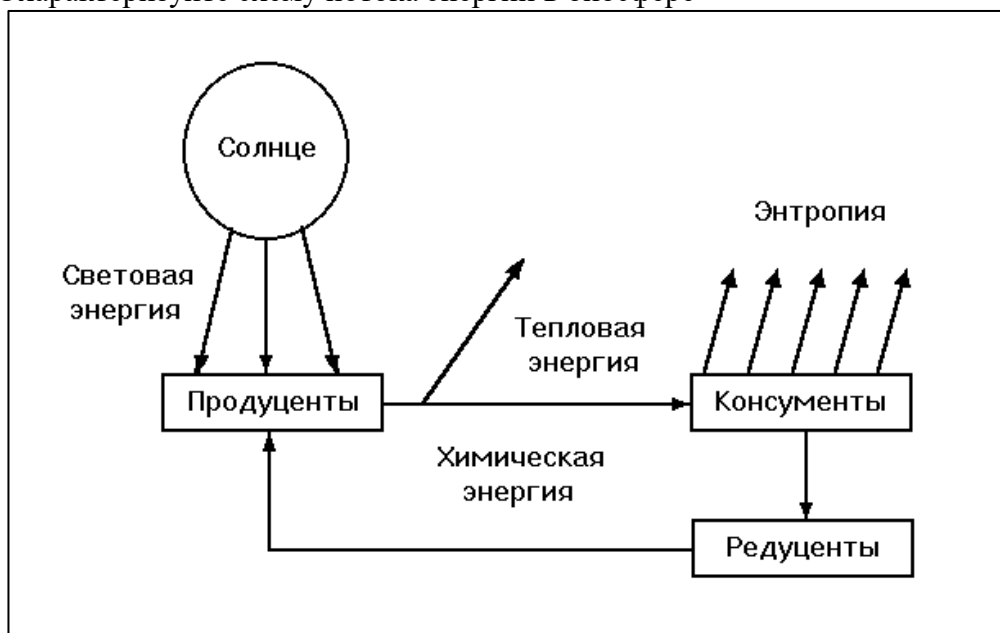 Солнце
Энтропия
Световая
энергия
Тепловая
энергия
Продуценты
Консументы
Химическая
энергия
Редуценты